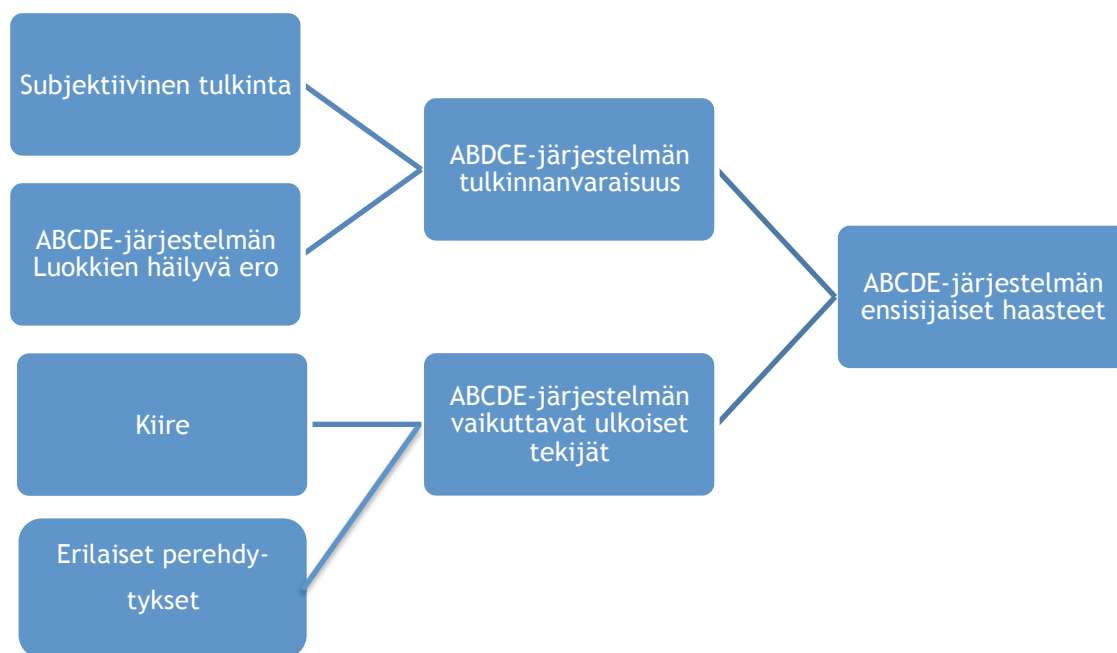 Subjektiivinen tulkinta
ABCDE-järjestelmän
Luokkien häilyvä ero
Kiire
Erilaiset perehdy-
tykset
ABDCE-järjestelmän
tulkinnanvaraisuus
ABCDE-järjestelmän
vaikuttavat ulkoiset
tekijät
ABCDE-järjestelmän
ensisijaiset haasteet